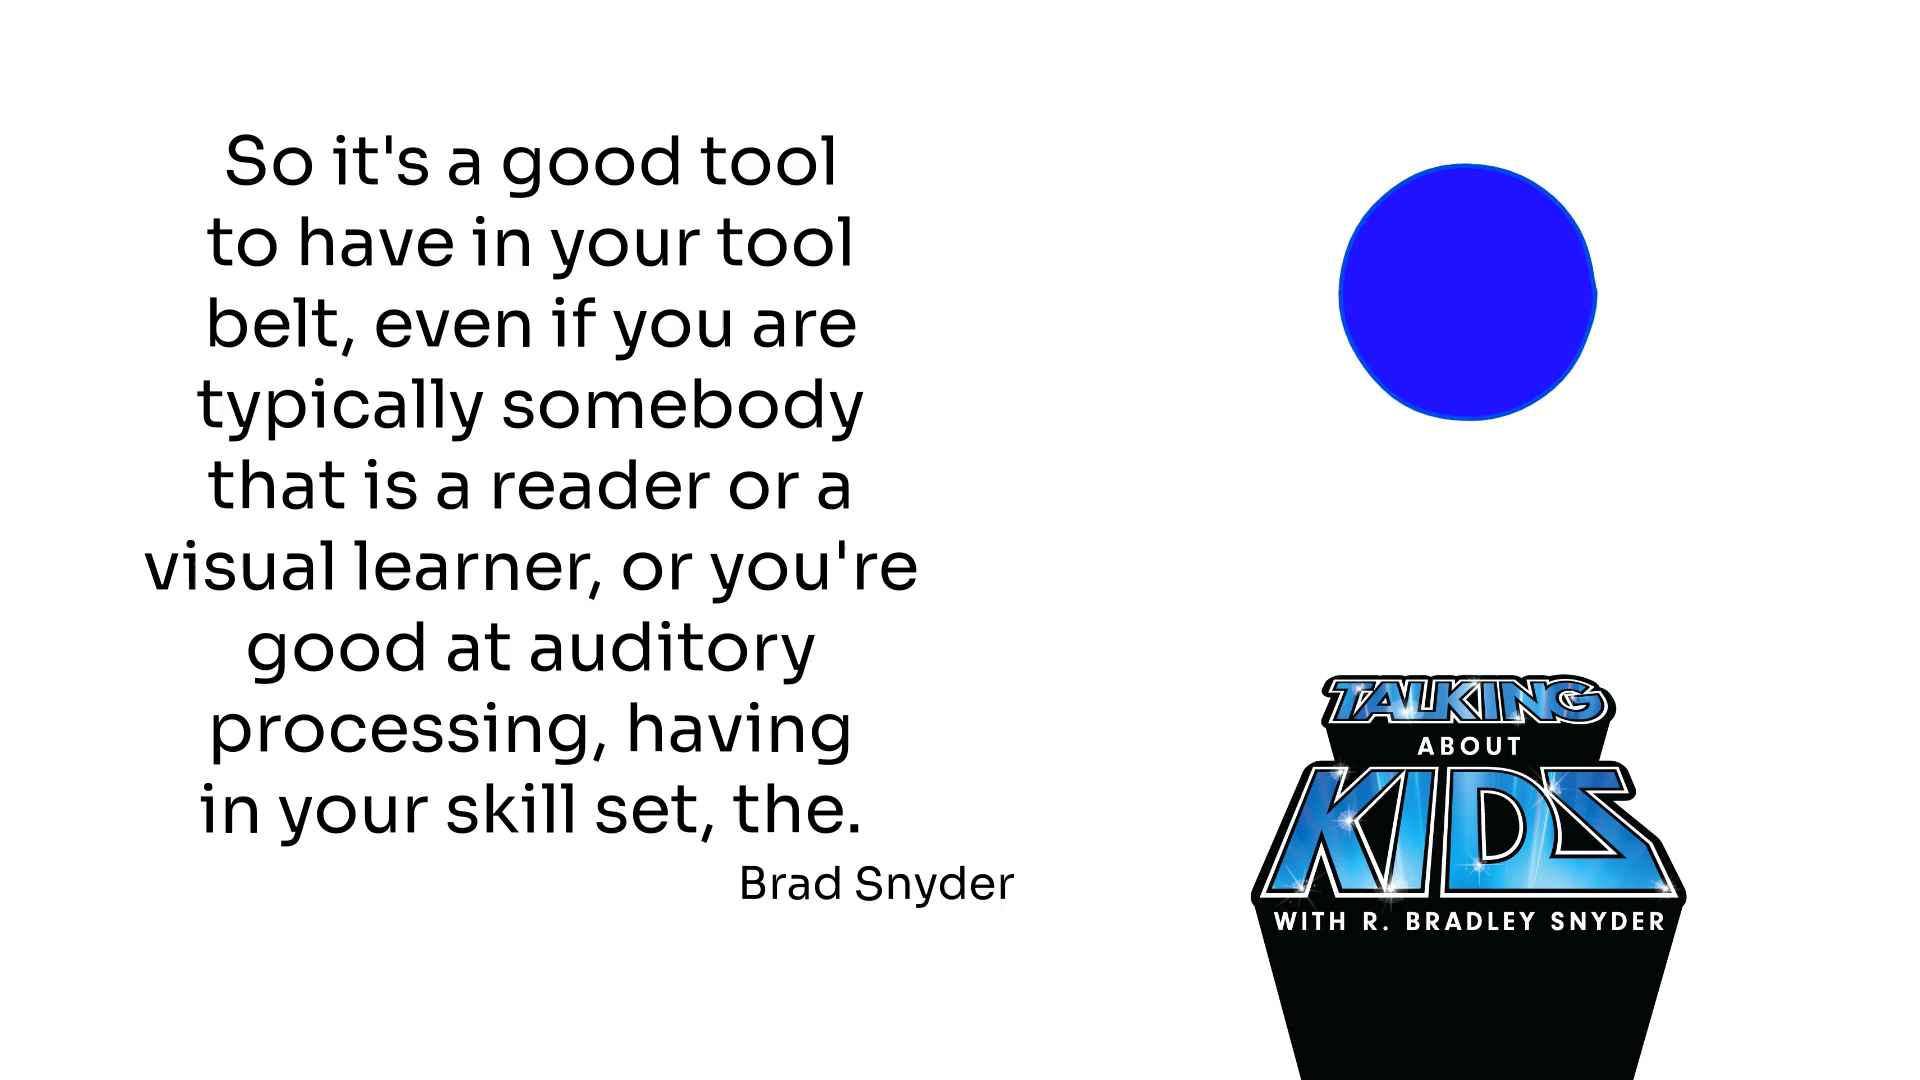 So it's a good tool
to have in your tool
belt, even if you are
typically somebody
that is a reader or a
visual learner, or you're
good at auditory
processing, having
in your skill set, the.
Brad Snyder
TALKING
ABOUT
KIDS
WITH R. BRADLEY SNYDER